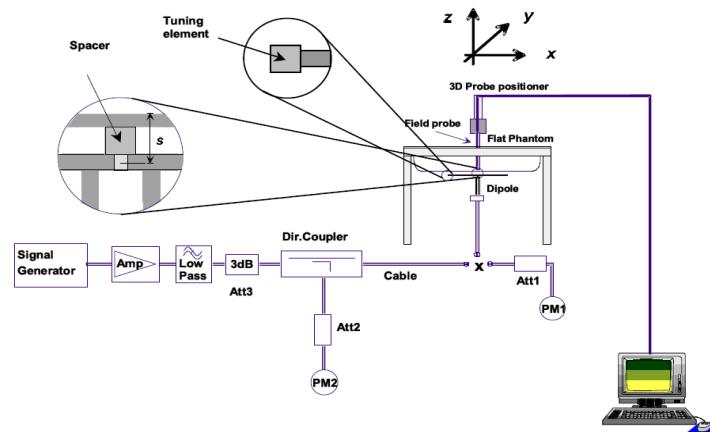 Tuning
element
z
y
x
Spacer
3D Probe positioner
Field probe
Flat Phantom
s
Dipole
Dir.Coupler
Signal
Generator
Amp
Low
Pass
3dB
Att3
Cable
x
Att1
PM1
Att2
PM2